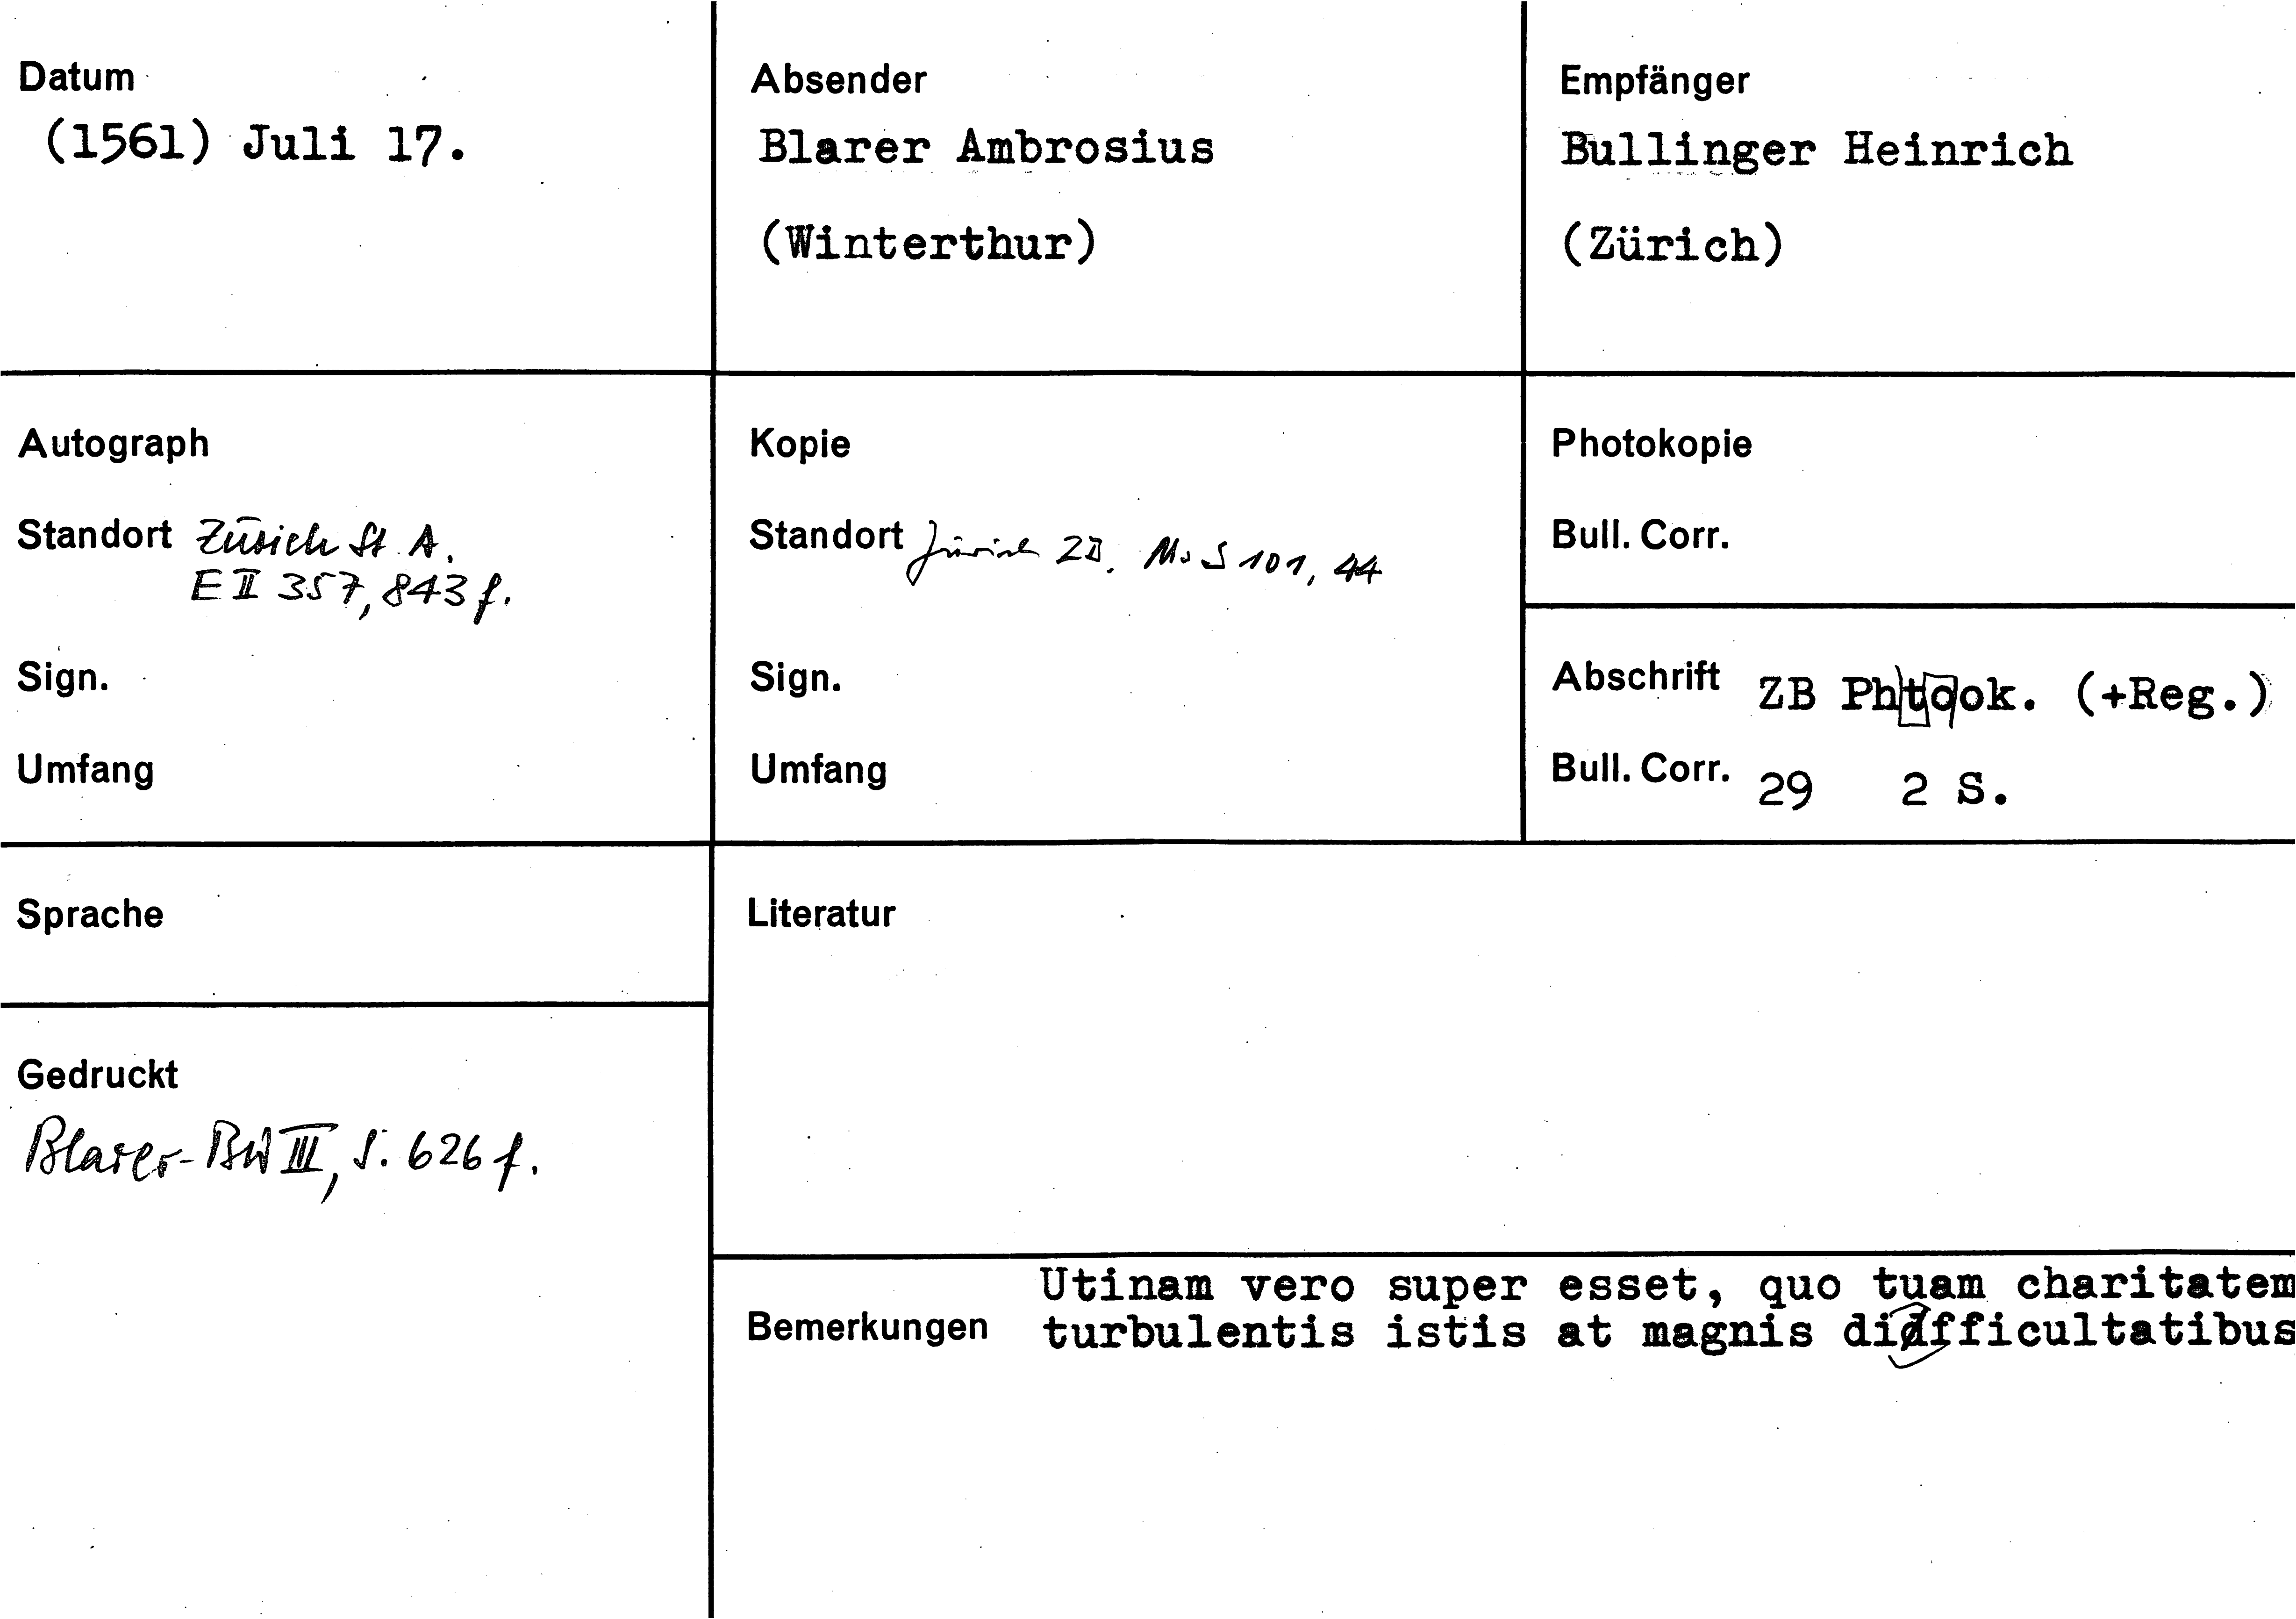 Datum
(1561) Juli 17.
Absender
Blarer Ambrosius
(Winterthur)
Empfänger
Bullinger Heinrich
(Zürich)
Autograph
Standort Zürich St A.
E II 357, 843 f.
Sign.
Umfang
Kopie
Standort Zürich ZB. Ms S 101, 44
Sign.
Umfang
Photokopie
Bull. Corr.
Abschrift ZB Phtook. (+Reg.)
Bull. Corr. 29 2 S.
Sprache
Literatur
Gedruckt
Blarer-BW III, S. 626 f.
Bemerkungen
Utinam vero super esset, quo tuam charitatem
turbulentis istis at magnis difficultatibus